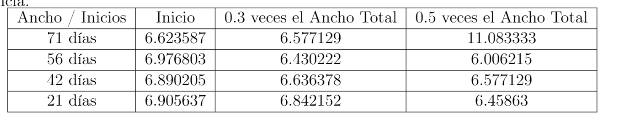 icia.
Ancho / Inicios Inicio 0.3 veces el Ancho Total 0.5 veces el Ancho Total
71 días 6.623587 6.577129 11.083333
56 días 6.976803 6.430222 6.006215
42 días 6.890205 6.636378 6.577129
21 días 6.905637 6.842152 6.45863